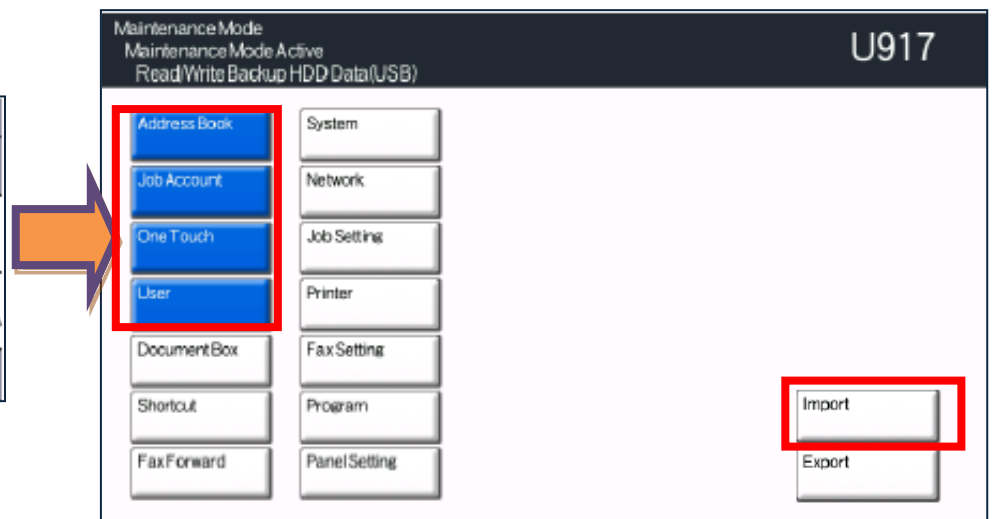 Maintenance Mode
Maintenance Mode Active
Read/Write Backup HDD Data(USB)
U917
Address Book
System
Job Account
Network
One Touch
Job Setting
User
Printer
Document Box
Fax Setting
Shortcut
Program
Import
Fax Forward
Panel Setting
Export